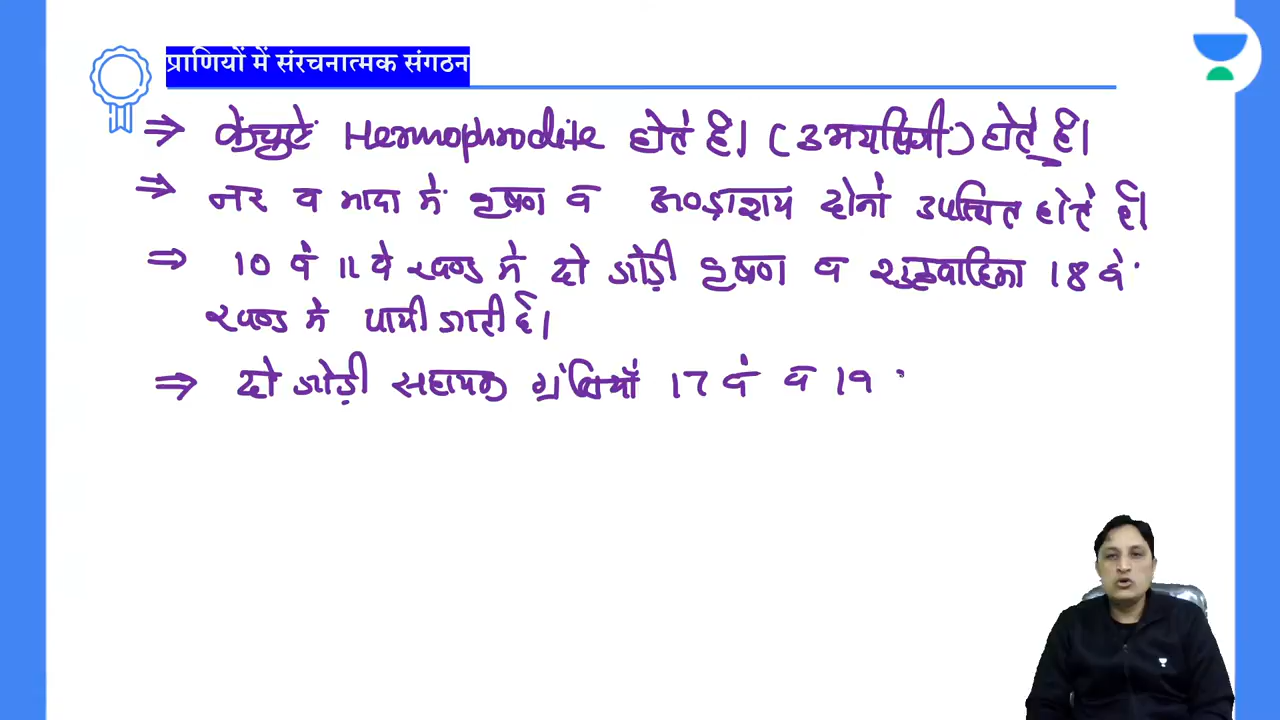 प्राणियों में संरचनात्मक संगठन
⇒ केंचुएं Hermophrodite होते है। (उभयलिंगी) होते है।
⇒ नर व मादा में वृषण व अण्डाशय दोनों उपस्थित होते है।
⇒ 10 वे 11 वे खण्ड में दो जोड़ी वृषण व शुक्रवाहिका 18 वे
खण्ड में पायी जाती है।
⇒ दो जोड़ी सहायक ग्रंथियाँ 17 वें व 19